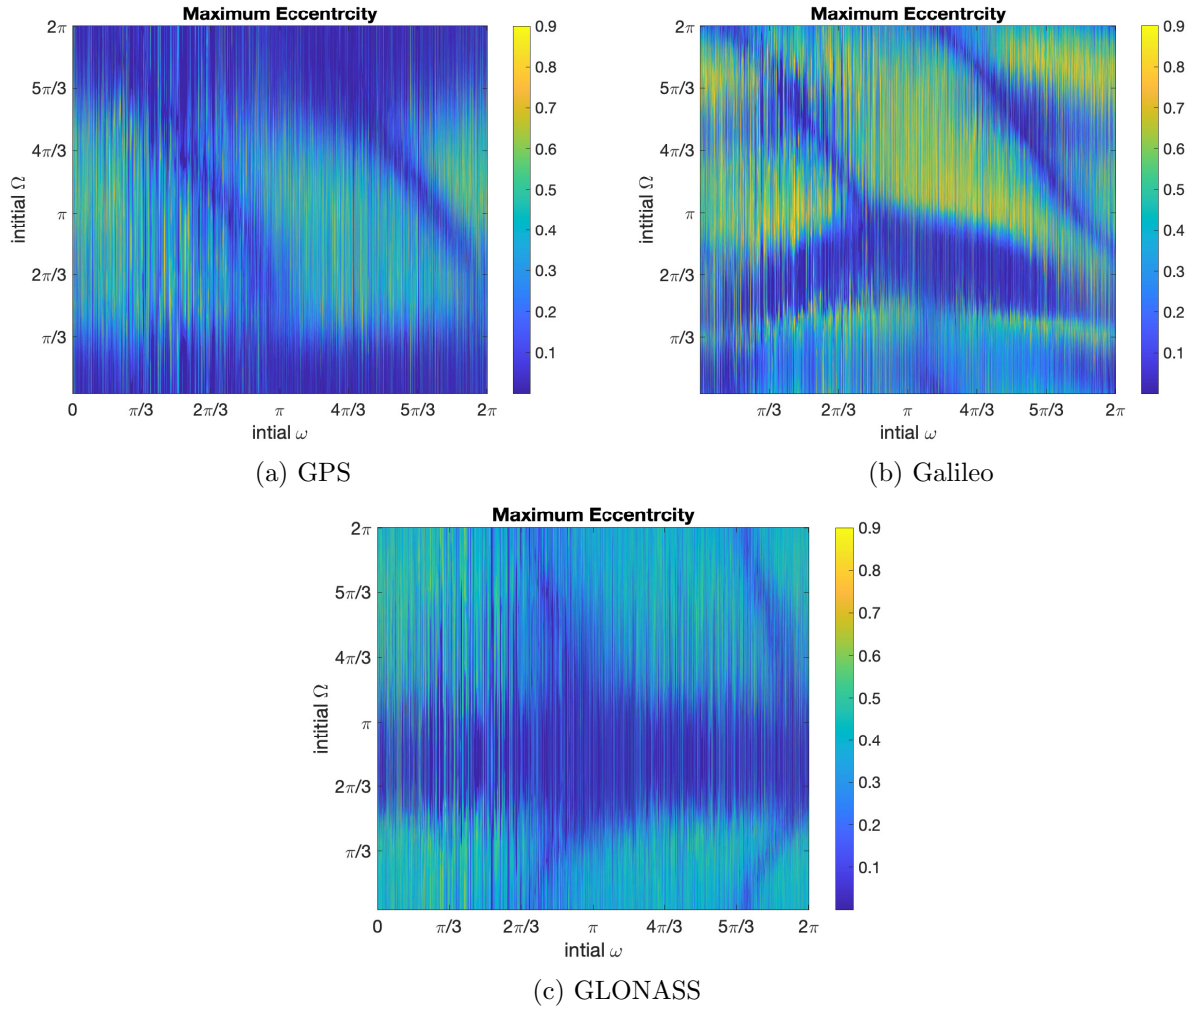 Maximum Eccentrcity
2π
5π/3
4π/3
π
2π/3
π/3
intitial Ω
0 π/3 2π/3 π 4π/3 5π/3 2π
intial ω
0.9
0.8
0.7
0.6
0.5
0.4
0.3
0.2
0.1
(a) GPS
Maximum Eccentrcity
2π
5π/3
4π/3
π
2π/3
π/3
intitial Ω
π/3 2π/3 π 4π/3 5π/3 2π
intial ω
0.9
0.8
0.7
0.6
0.5
0.4
0.3
0.2
0.1
(b) Galileo
Maximum Eccentrcity
2π
5π/3
4π/3
π
2π/3
π/3
intitial Ω
0 π/3 2π/3 π 4π/3 5π/3 2π
intial ω
0.9
0.8
0.7
0.6
0.5
0.4
0.3
0.2
0.1
(c) GLONASS